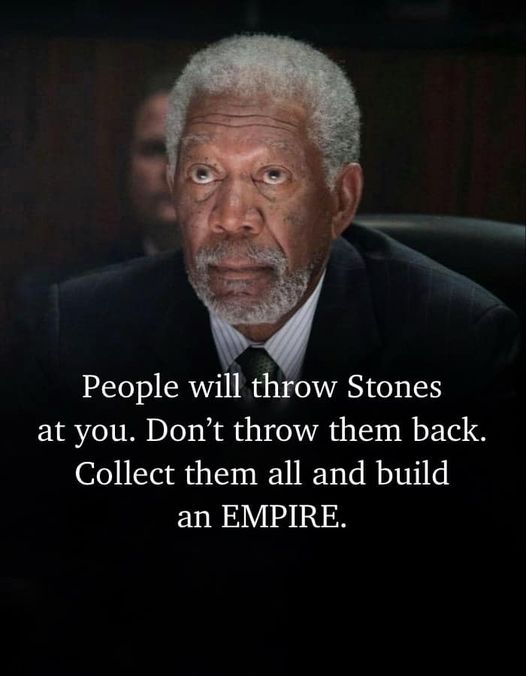 People will throw Stones
at you. Don’t throw them back.
Collect them all and build
an EMPIRE.